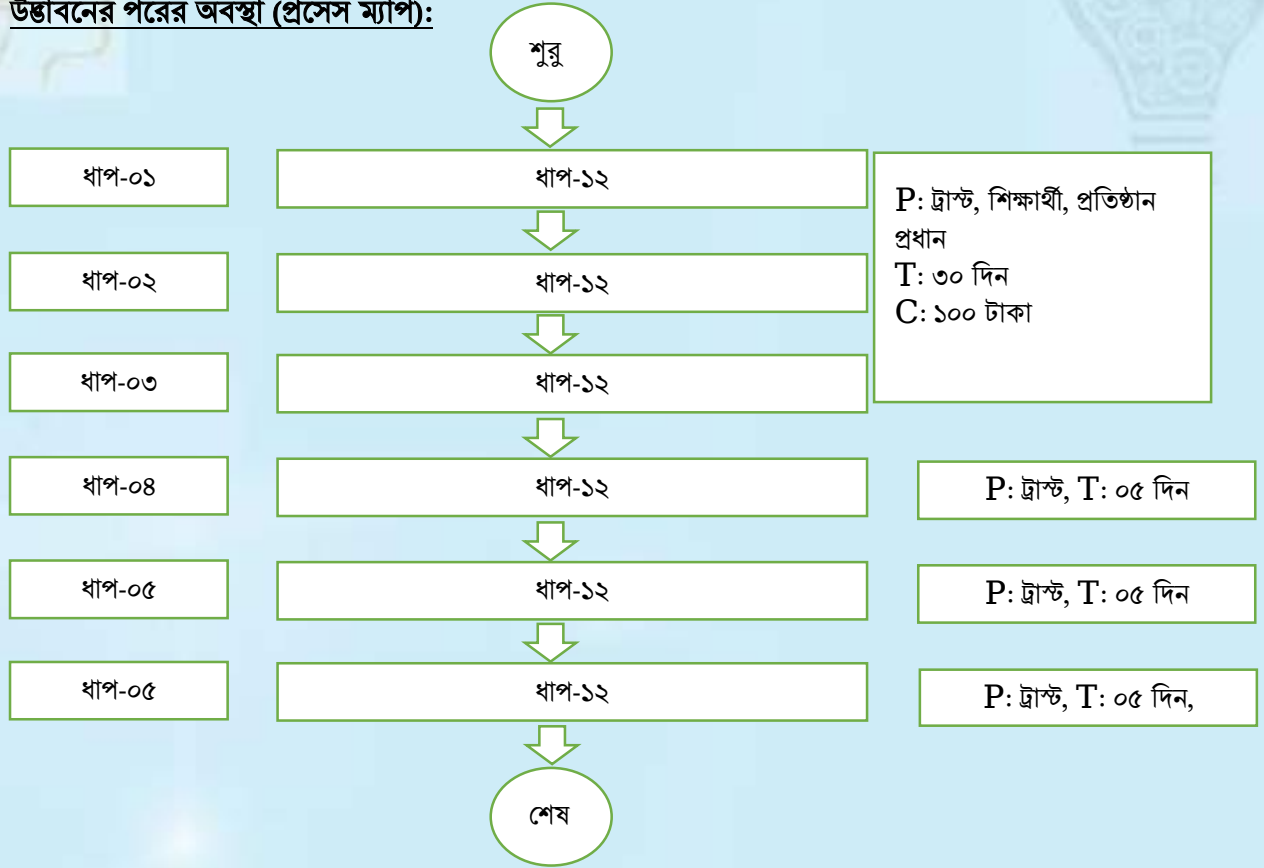 উদ্ভাবনের পরের অবস্থা (প্রসেস ম্যাপ):
শুরু
ধাপ-০১
ধাপ-১২
P: ট্রাস্ট, শিক্ষার্থী, প্রতিষ্ঠান
প্রধান
T: ৩০ দিন
C: ১০০ টাকা
ধাপ-০২
ধাপ-১২
ধাপ-০৩
ধাপ-১২
ধাপ-০৪
ধাপ-১২
P: ট্রাস্ট, T: ০৫ দিন
ধাপ-০৫
ধাপ-১২
P: ট্রাস্ট, T: ০৫ দিন
ধাপ-০৫
ধাপ-১২
P: ট্রাস্ট, T: ০৫ দিন,
শেষ